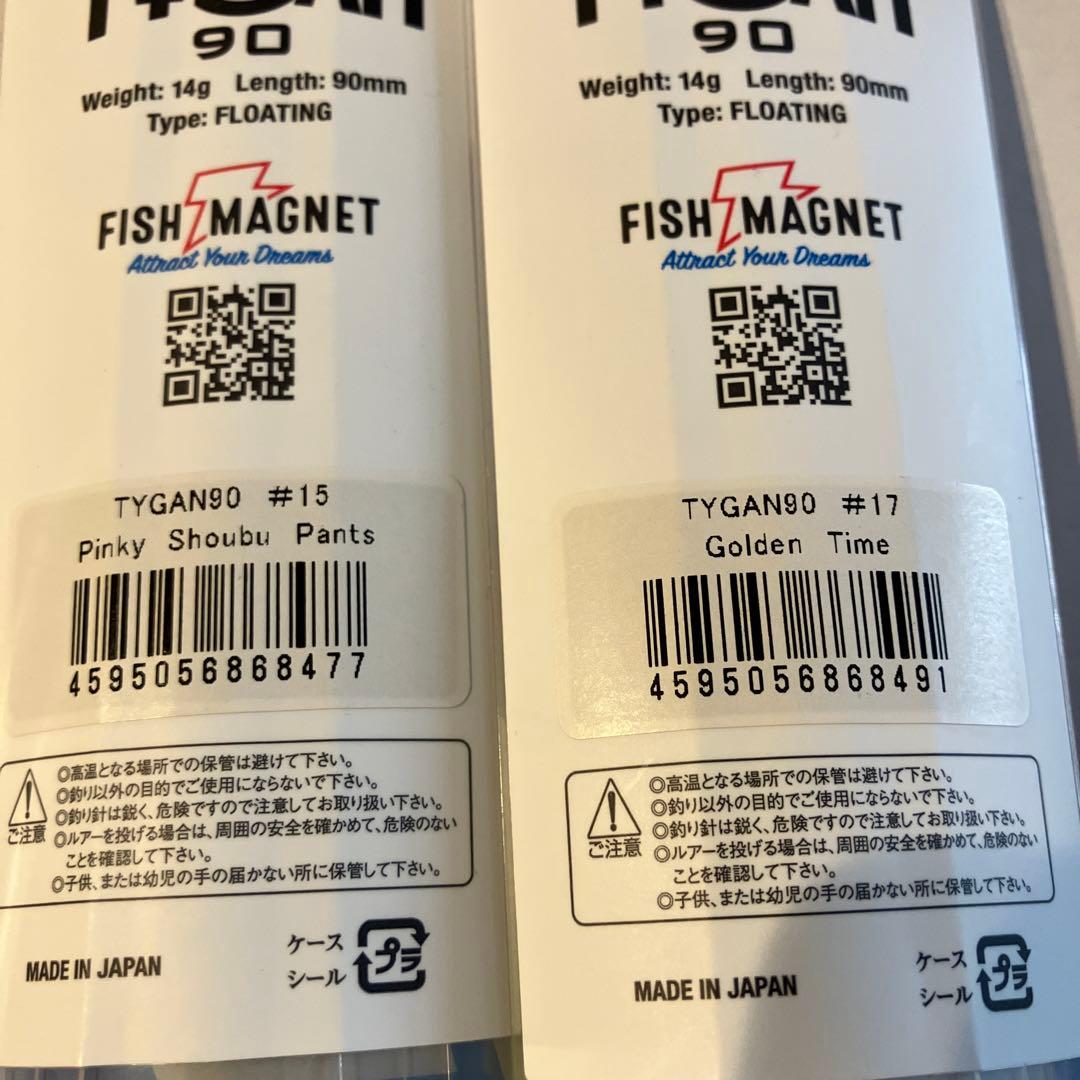 90
Weight: 14g Length: 90mm
Type: FLOATING
FISH MAGNET
Attract Your Dreams
TYGAN90 #15
Pinky Shoubu Pants
4595056868477
ご注意
◎高温となる場所での保管は避けて下さい。
◎釣り以外の目的でご使用にならないで下さい。
◎釣り針は鋭く、危険ですので注意してお取り扱い下さい。
◎ルアーを投げる場合は、周囲の安全を確かめて、危険のない
ことを確認して下さい。
◎子供、または幼児の手の届かない所に保管して下さい。
MADE IN JAPAN
ケース
シール
プラ
90
Weight: 14g Length: 90mm
Type: FLOATING
FISH MAGNET
Attract Your Dreams
TYGAN90 #17
Golden Time
4595056868491
ご注意
◎高温となる場所での保管は避けて下さい。
◎釣り以外の目的でご使用にならないで下さい。
◎釣り針は鋭く、危険ですので注意してお取り扱い下さい。
◎ルアーを投げる場合は、周囲の安全を確かめて、危険のない
ことを確認して下さい。
◎子供、または幼児の手の届かない所に保管して下さい。
MADE IN JAPAN
ケース
シール
プラ